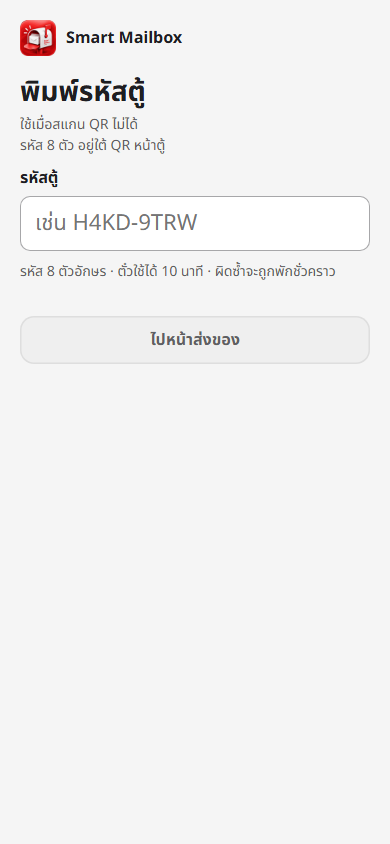 Smart Mailbox
พิมพ์รหัสตู้
ใช้เมื่อสแกน QR ไม่ได้
รหัส 8 ตัว อยู่ใต้ QR หน้าตู้
รหัสตู้
เช่น H4KD-9TRW
รหัส 8 ตัวอักษร · ตั๋วใช้ได้ 10 นาที · ผิดซ้ำจะถูกพักชั่วคราว
ไปหน้าส่งของ